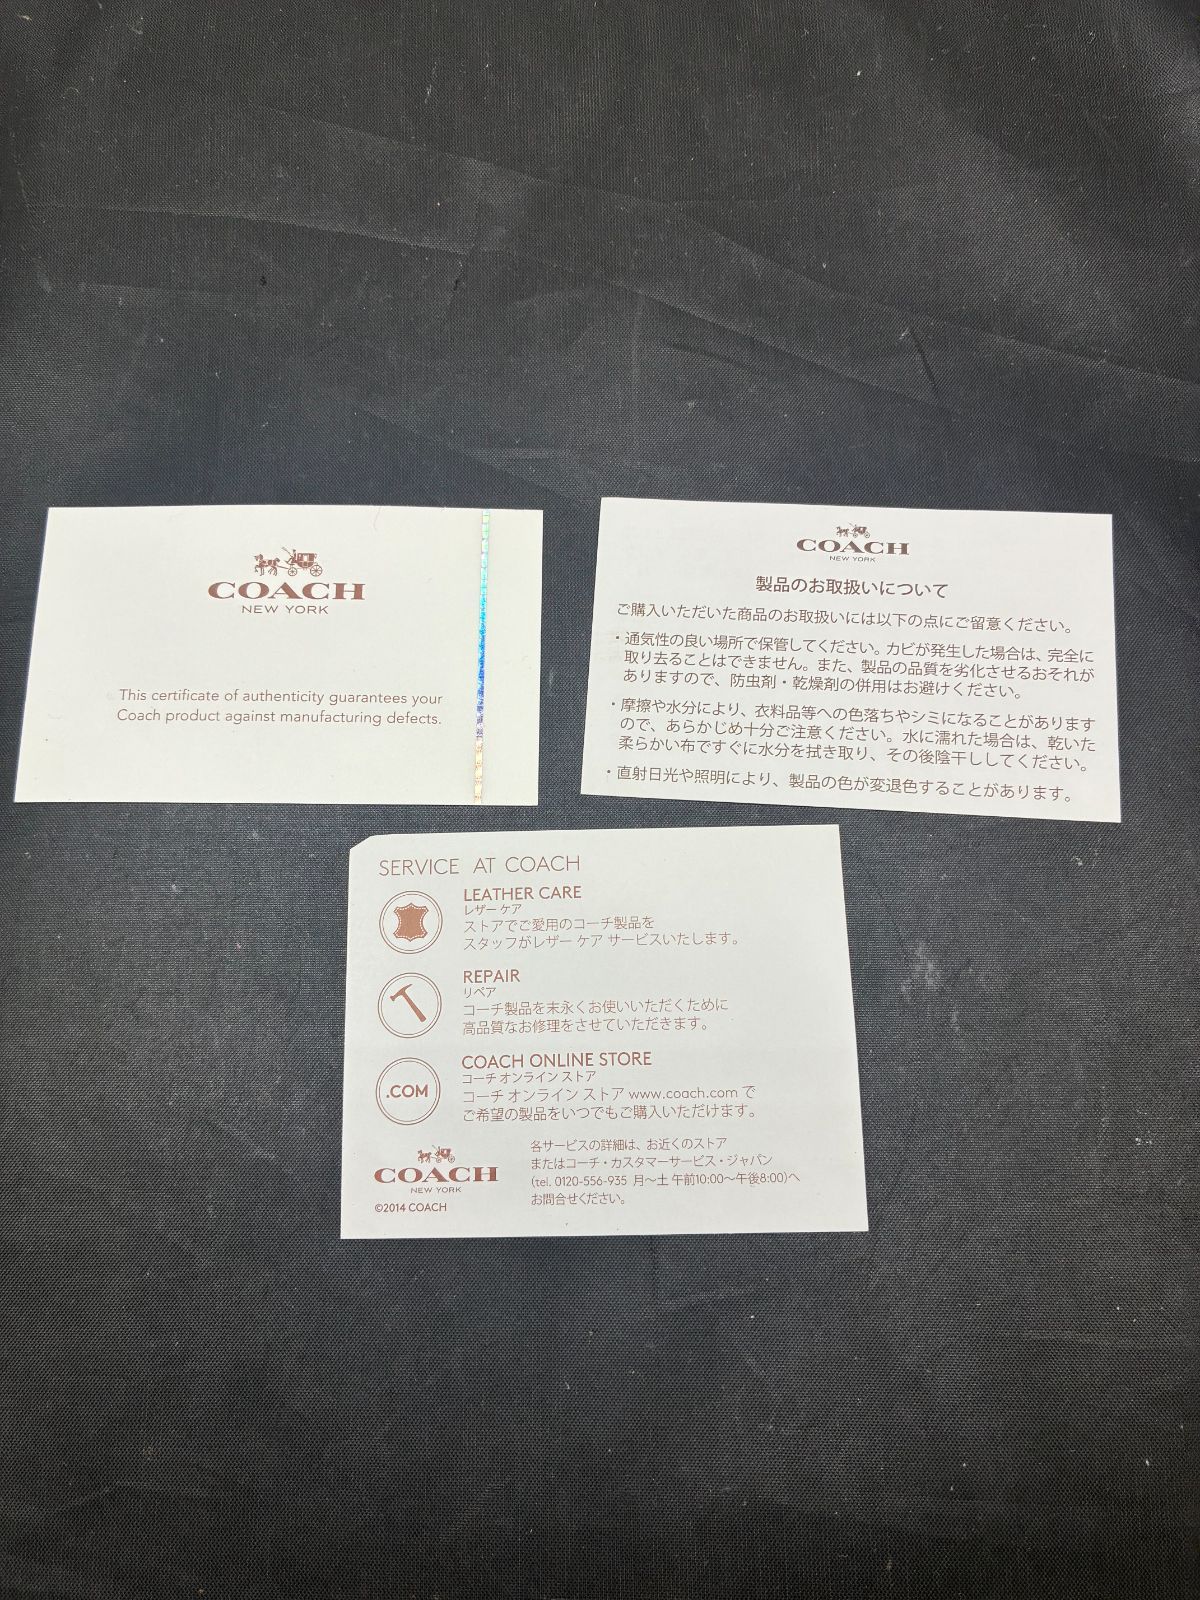 COACH
NEW YORK
This certificate of authenticity guarantees your
Coach product against manufacturing defects.
COACH
NEW YORK
製品のお取扱いについて
ご購入いただいた商品のお取扱いには以下の点にご留意ください。
・通気性の良い場所で保管してください。カビが発生した場合は、完全に
取り去ることはできません。また、製品の品質を劣化させるおそれが
ありますので、防虫剤・乾燥剤の併用はお避けください。
・摩擦や水分により、衣料品等への色落ちやシミになることがあります
ので、あらかじめ十分ご注意ください。水に濡れた場合は、乾いた
柔らかい布ですぐに水分を拭き取り、その後陰干ししてください。
・直射日光や照明により、製品の色が変退色することがあります。
SERVICE AT COACH
LEATHER CARE
レザー ケア
ストアでご愛用のコーチ製品を
スタッフがレザー ケア サービスいたします。
REPAIR
リペア
コーチ製品を末永くお使いいただくために
高品質なお修理をさせていただきます。
.COM
COACH ONLINE STORE
コーチ オンライン ストア
コーチ オンライン ストア www.coach.com で
ご希望の製品をいつでもご購入いただけます。
COACH
NEW YORK
©2014 COACH
各サービスの詳細は、お近くのストア
またはコーチ・カスタマーサービス・ジャパン
(tel. 0120-556-935 月〜土 午前10:00〜午後8:00)へ
お問合せください。